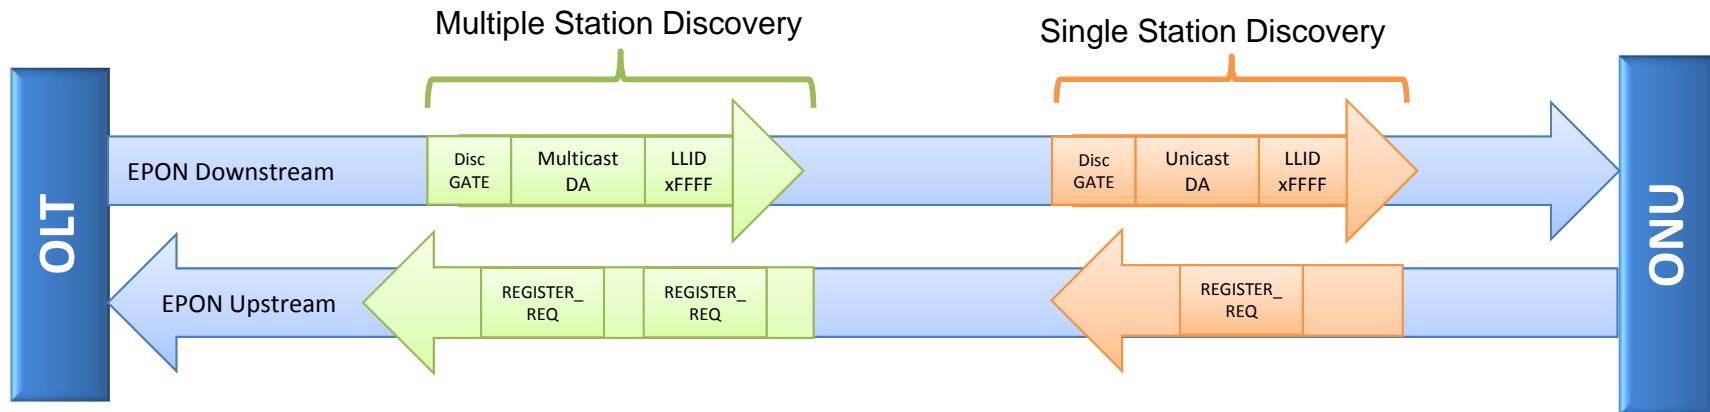 Multiple Station Discovery
Single Station Discovery
OLT
EPON Downstream
Disc
GATE
Multicast
DA
LLID
xFFFF
Disc
GATE
Unicast
DA
LLID
xFFFF
ONU
EPON Upstream
REGISTER_
REQ
REGISTER_
REQ
REGISTER_
REQ